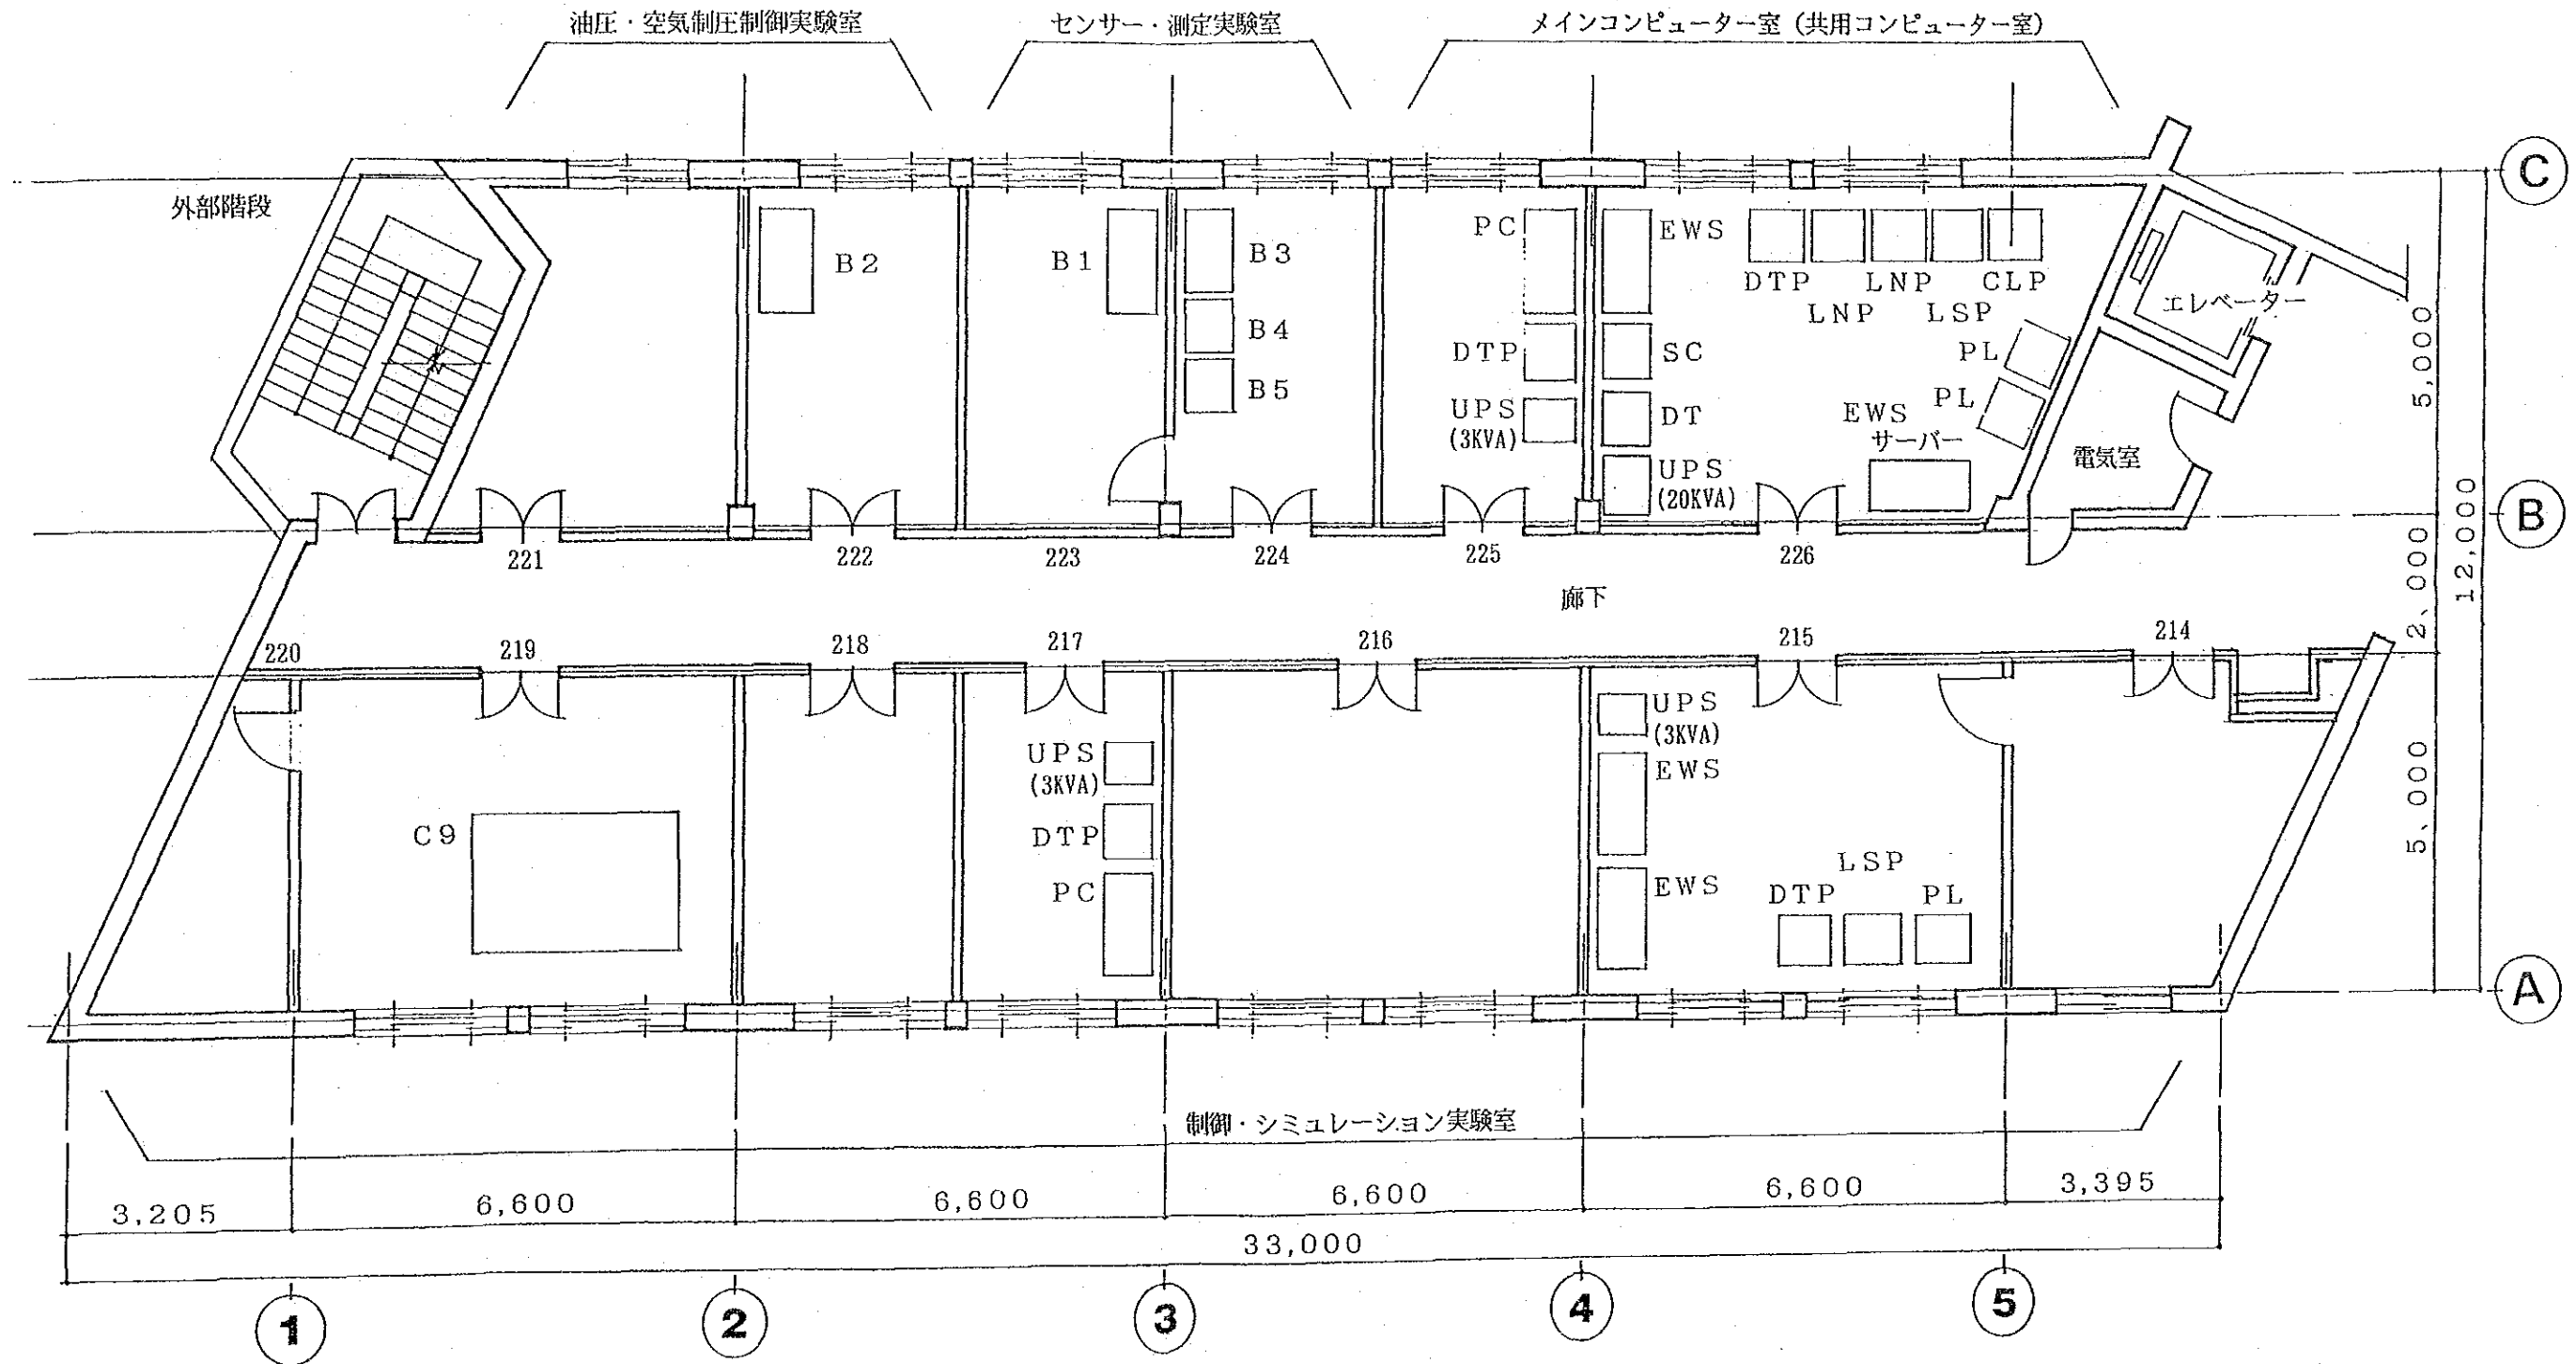 油圧・空気制圧制御実験室
センサー・測定実験室
メインコンピューター室（共用コンピューター室）
C
外部階段
B2
B1
B3
B4
B5
PC
DTP
UPS
(3KVA)
EWS
SC
DT
UPS
(20KVA)
DTP
LNP
LNP
LSP
CLP
PL
PL
EWS
サーバー
エレベーター
電気室
5,000
B
221
222
223
224
225
226
廊下
2、000
12,000
220
219
218
217
216
215
214
C9
UPS
(3KVA)
DTP
PC
UPS
(3KVA)
EWS
EWS
DTP
LSP
PL
5、000
A
制御・シミュレーション実験室
3,205
6,600
6,600
6,600
6,600
3,395
33,000
1
2
3
4
5